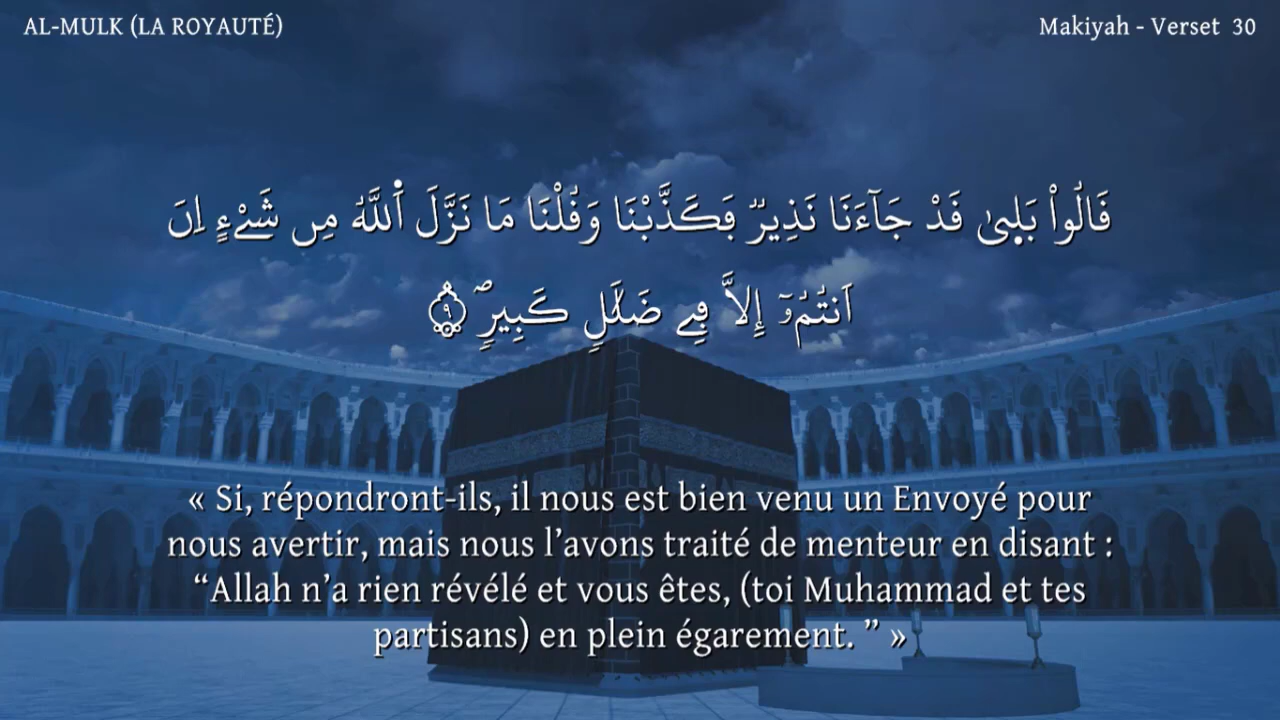 AL-MULK (LA ROYAUTÉ)
Makiyah - Verset 30
فَالُواْ بَلٜىٰ فَدْ جَآءَنَا نَذِيرٞ فَكَذَّبْنَا وَفُلْنَا مَا نَزَّلَ اَ۬للَّهُ مِن شَےْءٍ اِنَ
اَنتُمُۥٓ إِلَّا فِے ضَلَٰلٖ كَبِيرٖۖ ۝٩
« Si, répondront-ils, il nous est bien venu un Envoyé pour
nous avertir, mais nous l’avons traité de menteur en disant :
“Allah n’a rien révélé et vous êtes, (toi Muhammad et tes
partisans) en plein égarement. ” »